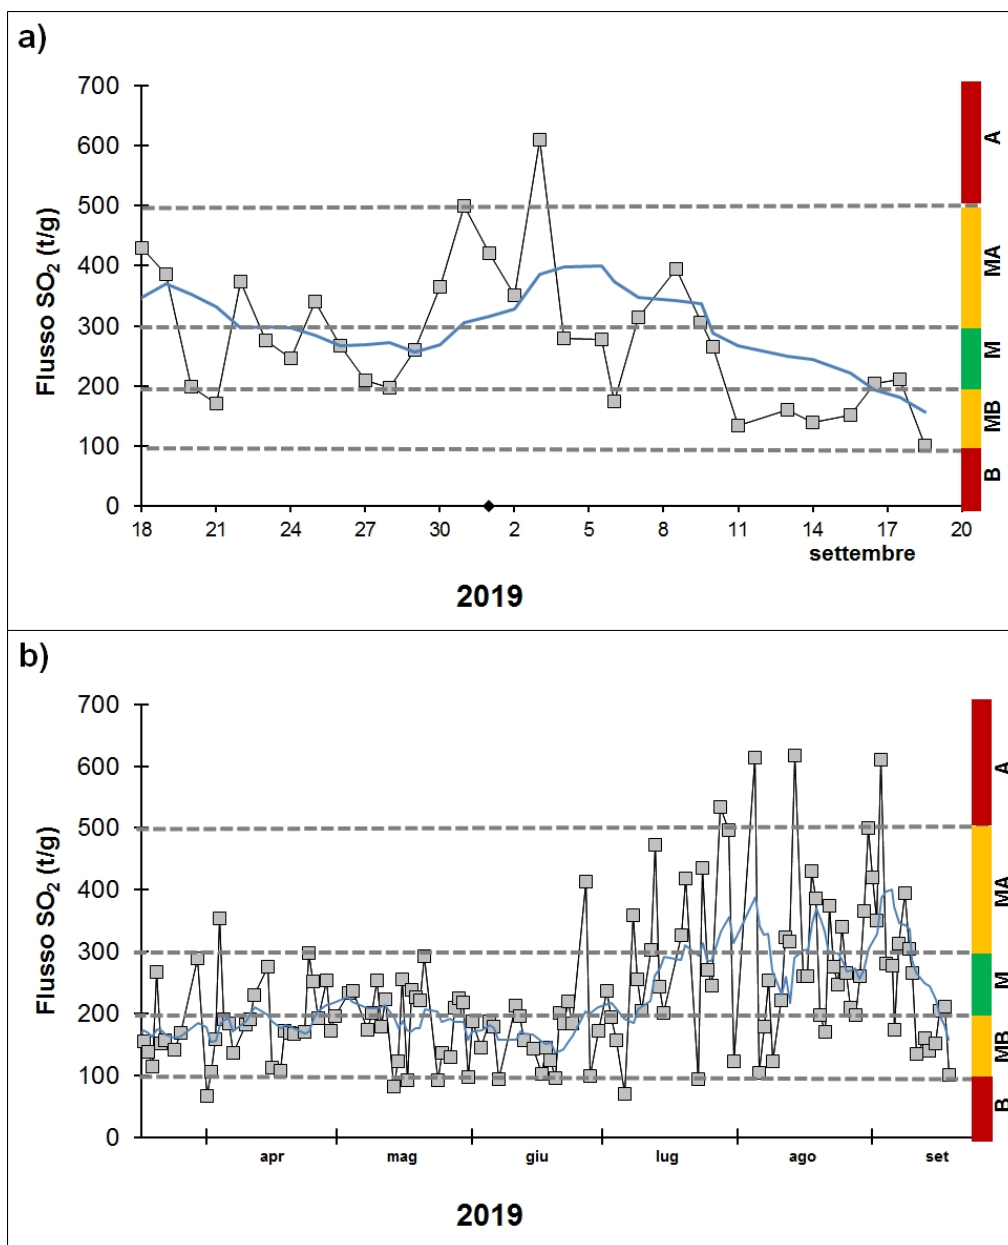 a)
Flusso SO2 (t/g)
700
600
500
400
300
200
100
0
A
MA
M
MB
B
18 21 24 27 30 2 5 8 11 14 17 20
settembre
2019
b)
Flusso SO2 (t/g)
700
600
500
400
300
200
100
0
A
MA
M
MB
B
apr mag giu lug ago set
2019